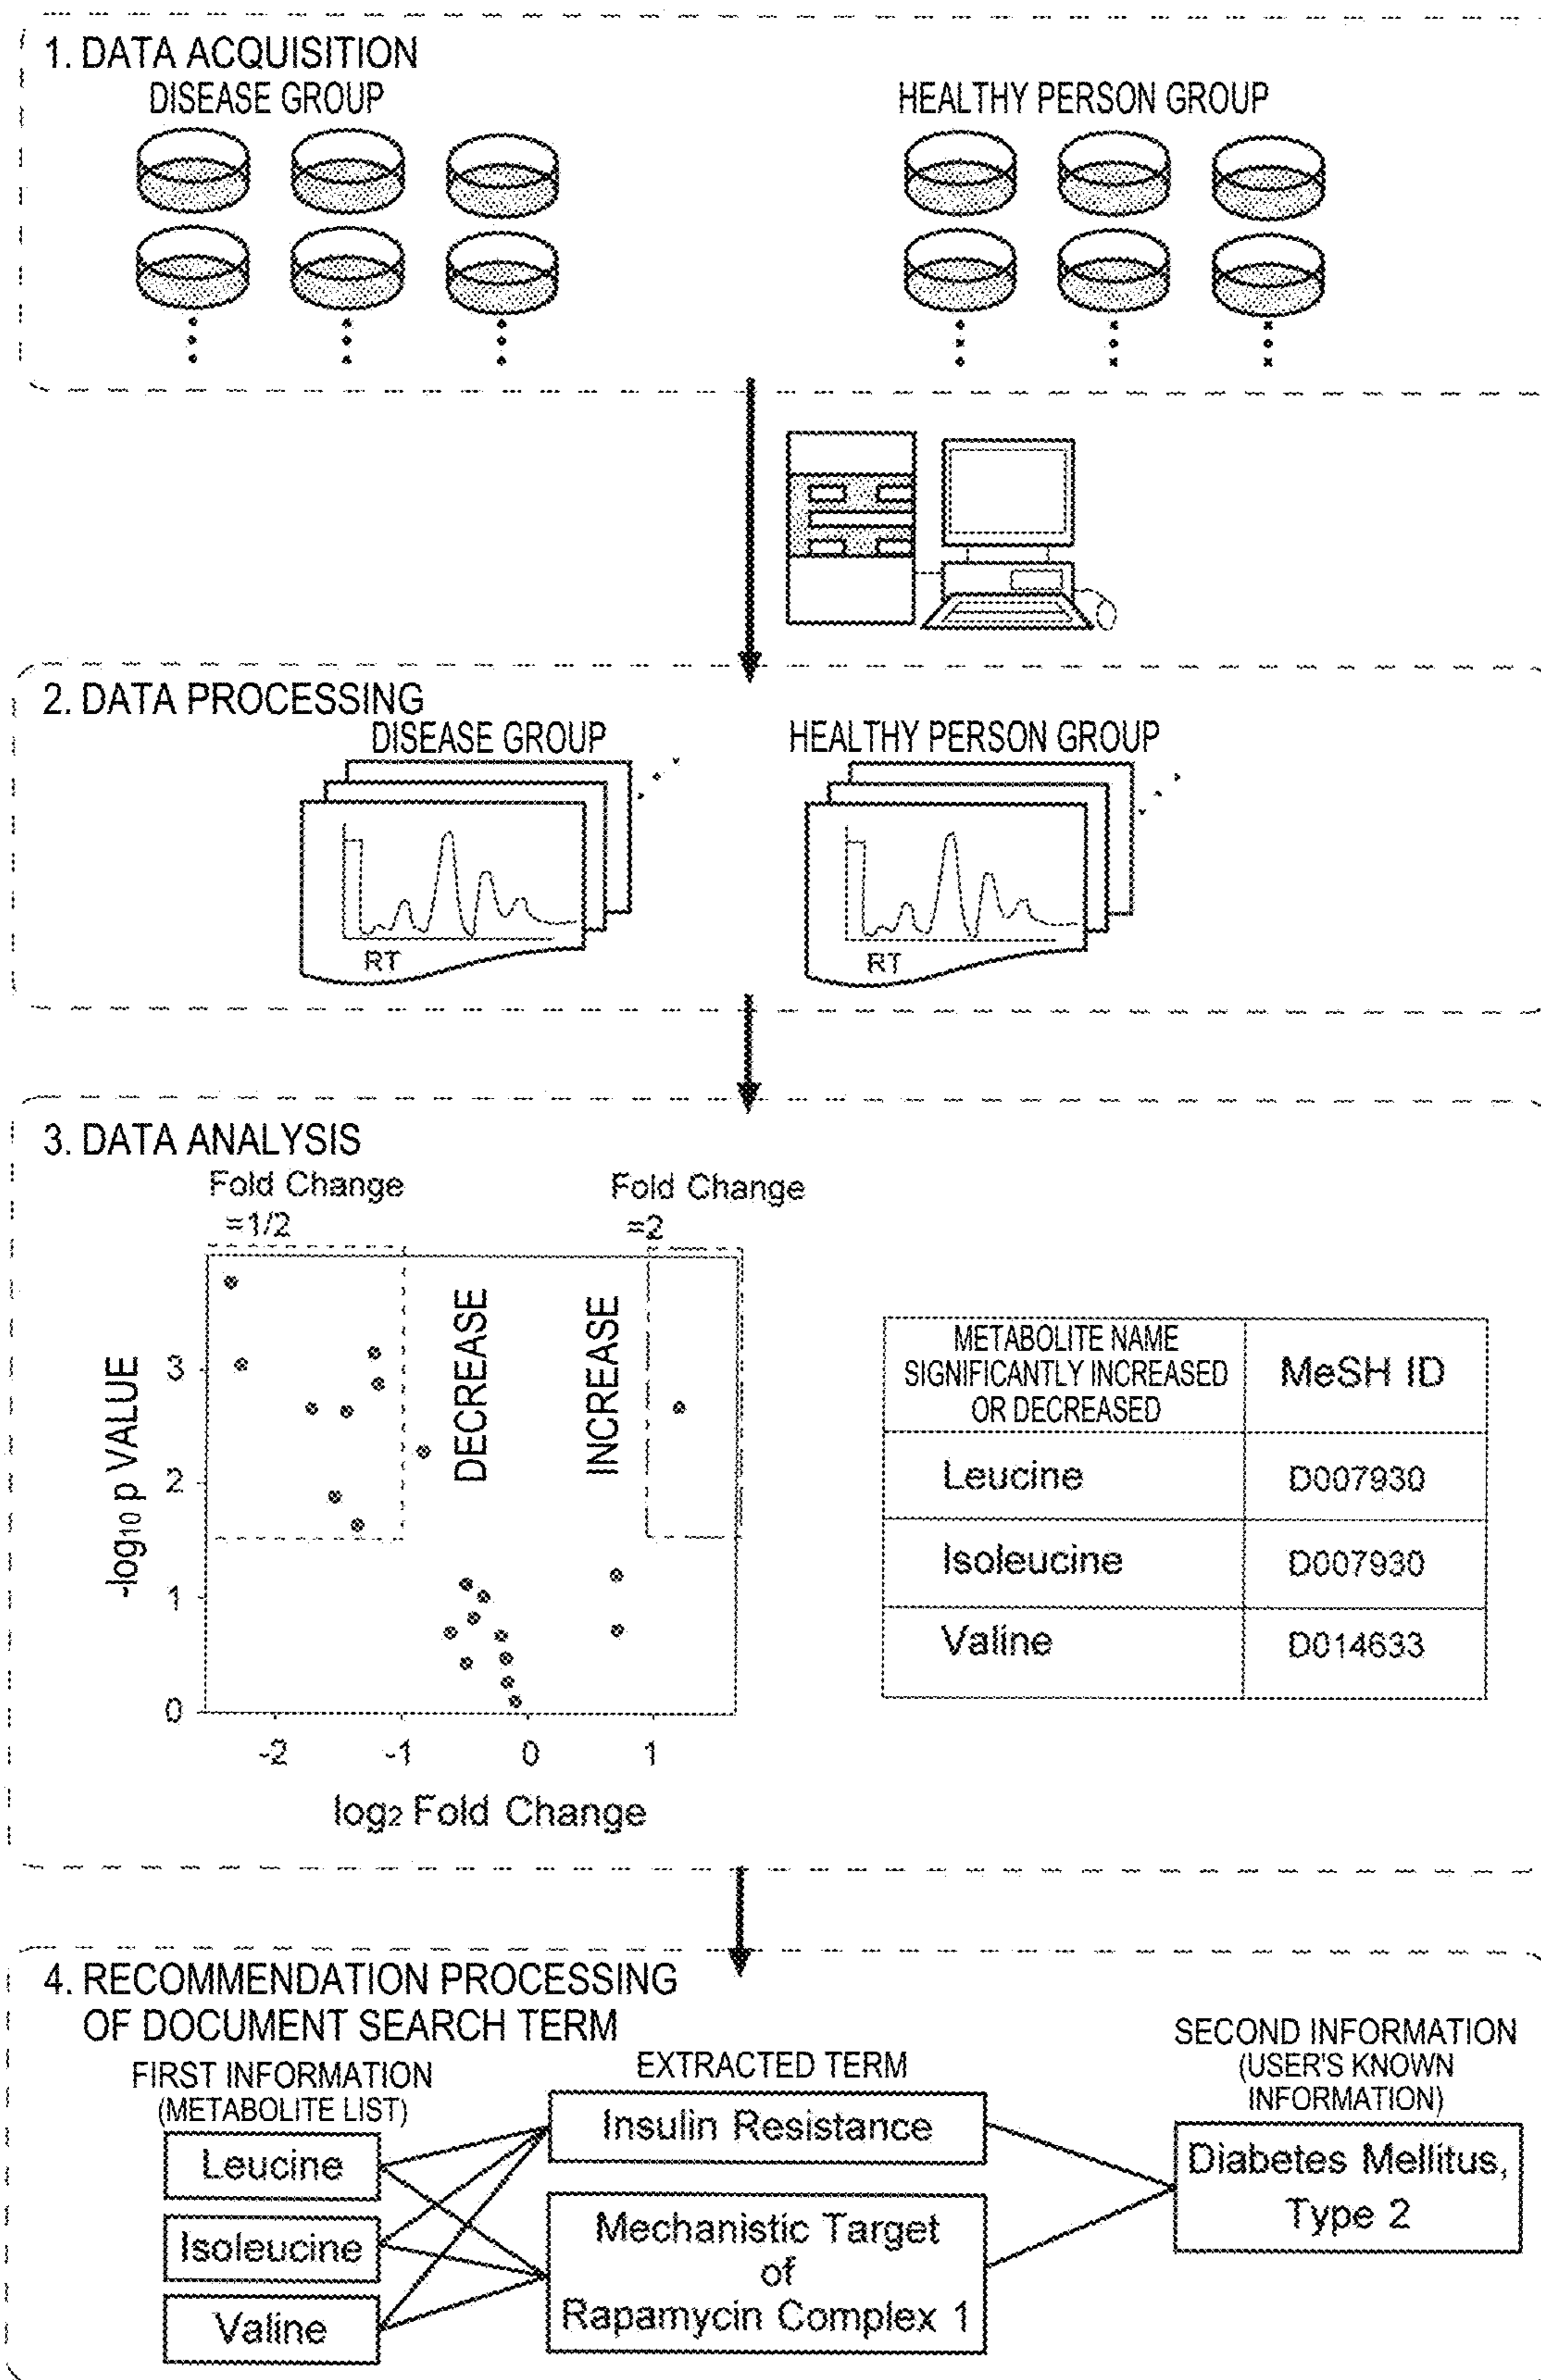 1. DATA ACQUISITION
DISEASE GROUP
HEALTHY PERSON GROUP
2. DATA PROCESSING
DISEASE GROUP
HEALTHY PERSON GROUP
RT
RT
3. DATA ANALYSIS
Fold Change
=1/2
Fold Change
=2
DECREASE
INCREASE
-log10 p VALUE
3
2
1
0
-2
-1
0
1
log2 Fold Change
METABOLITE NAME
SIGNIFICANTLY INCREASED
OR DECREASED
MeSH ID
Leucine
D007930
Isoleucine
D007930
Valine
D014633
4. RECOMMENDATION PROCESSING
OF DOCUMENT SEARCH TERM
FIRST INFORMATION
(METABOLITE LIST)
Leucine
Isoleucine
Valine
EXTRACTED TERM
Insulin Resistance
Mechanistic Target
of
Rapamycin Complex 1
SECOND INFORMATION
(USER'S KNOWN
INFORMATION)
Diabetes Mellitus,
Type 2